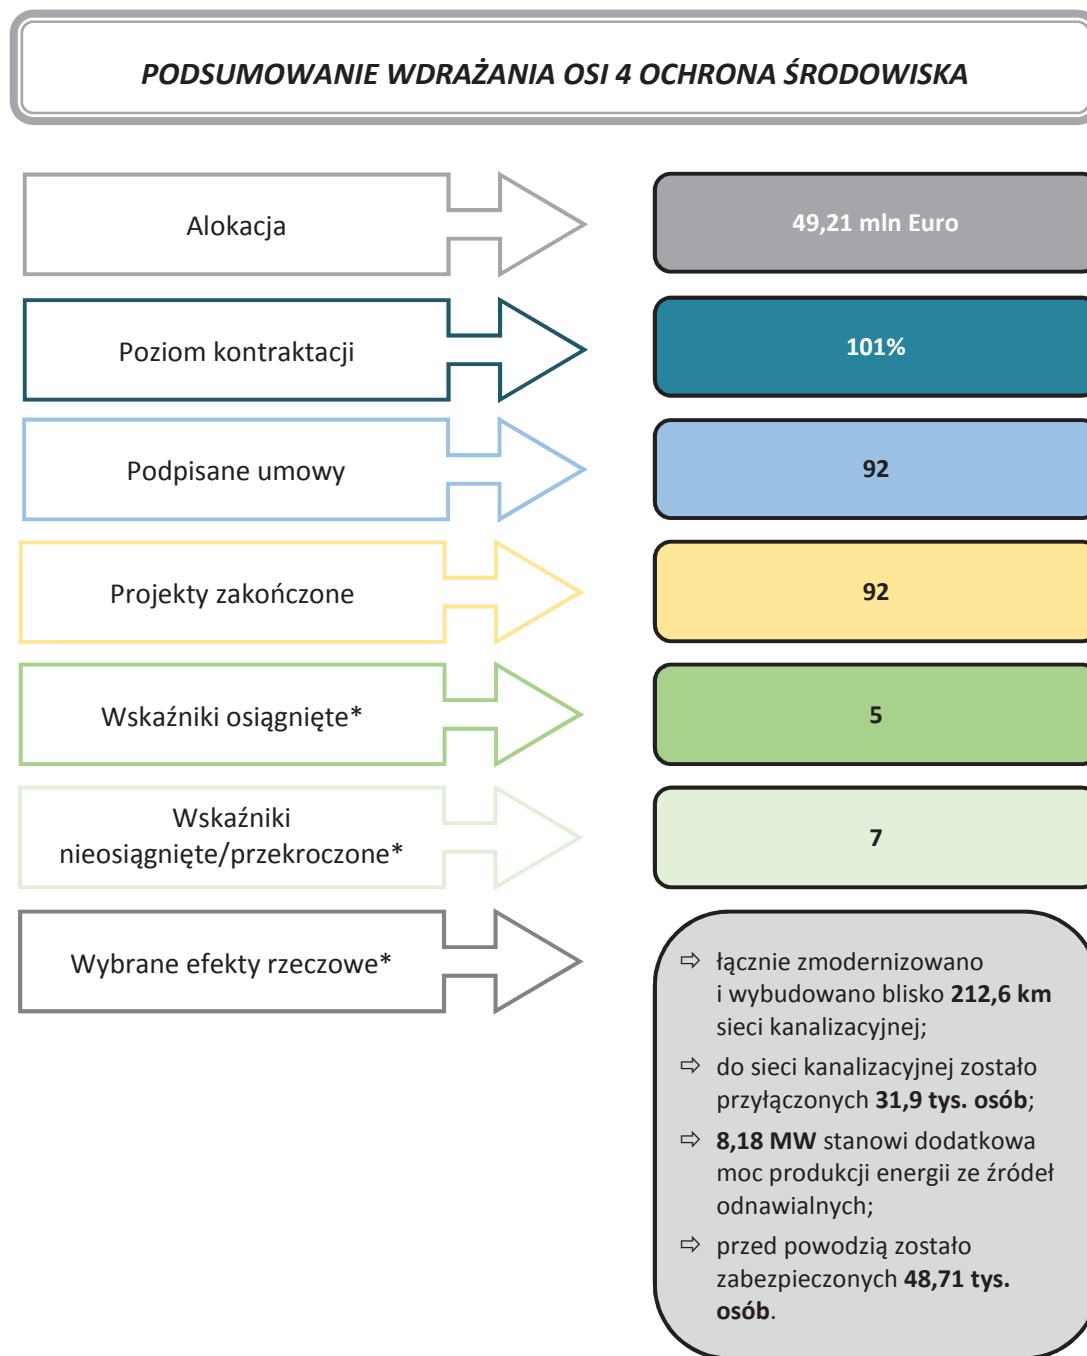 PODSUMOWANIE WDRAŻANIA OSI 4 OCHRONA ŚRODOWISKA
Alokacja
49,21 mln Euro
Poziom kontraktacji
101%
Podpisane umowy
92
Projekty zakończone
92
Wskaźniki osiągnięte*
5
Wskaźniki
nieosiągnięte/przekroczone*
7
Wybrane efekty rzeczowe*
⇨ łącznie zmodernizowano
i wybudowano blisko 212,6 km
sieci kanalizacyjnej;
⇨ do sieci kanalizacyjnej zostało
przyłączonych 31,9 tys. osób;
⇨ 8,18 MW stanowi dodatkowa
moc produkcji energii ze źródeł
odnawialnych;
⇨ przed powodzią zostało
zabezpieczonych 48,71 tys.
osób.